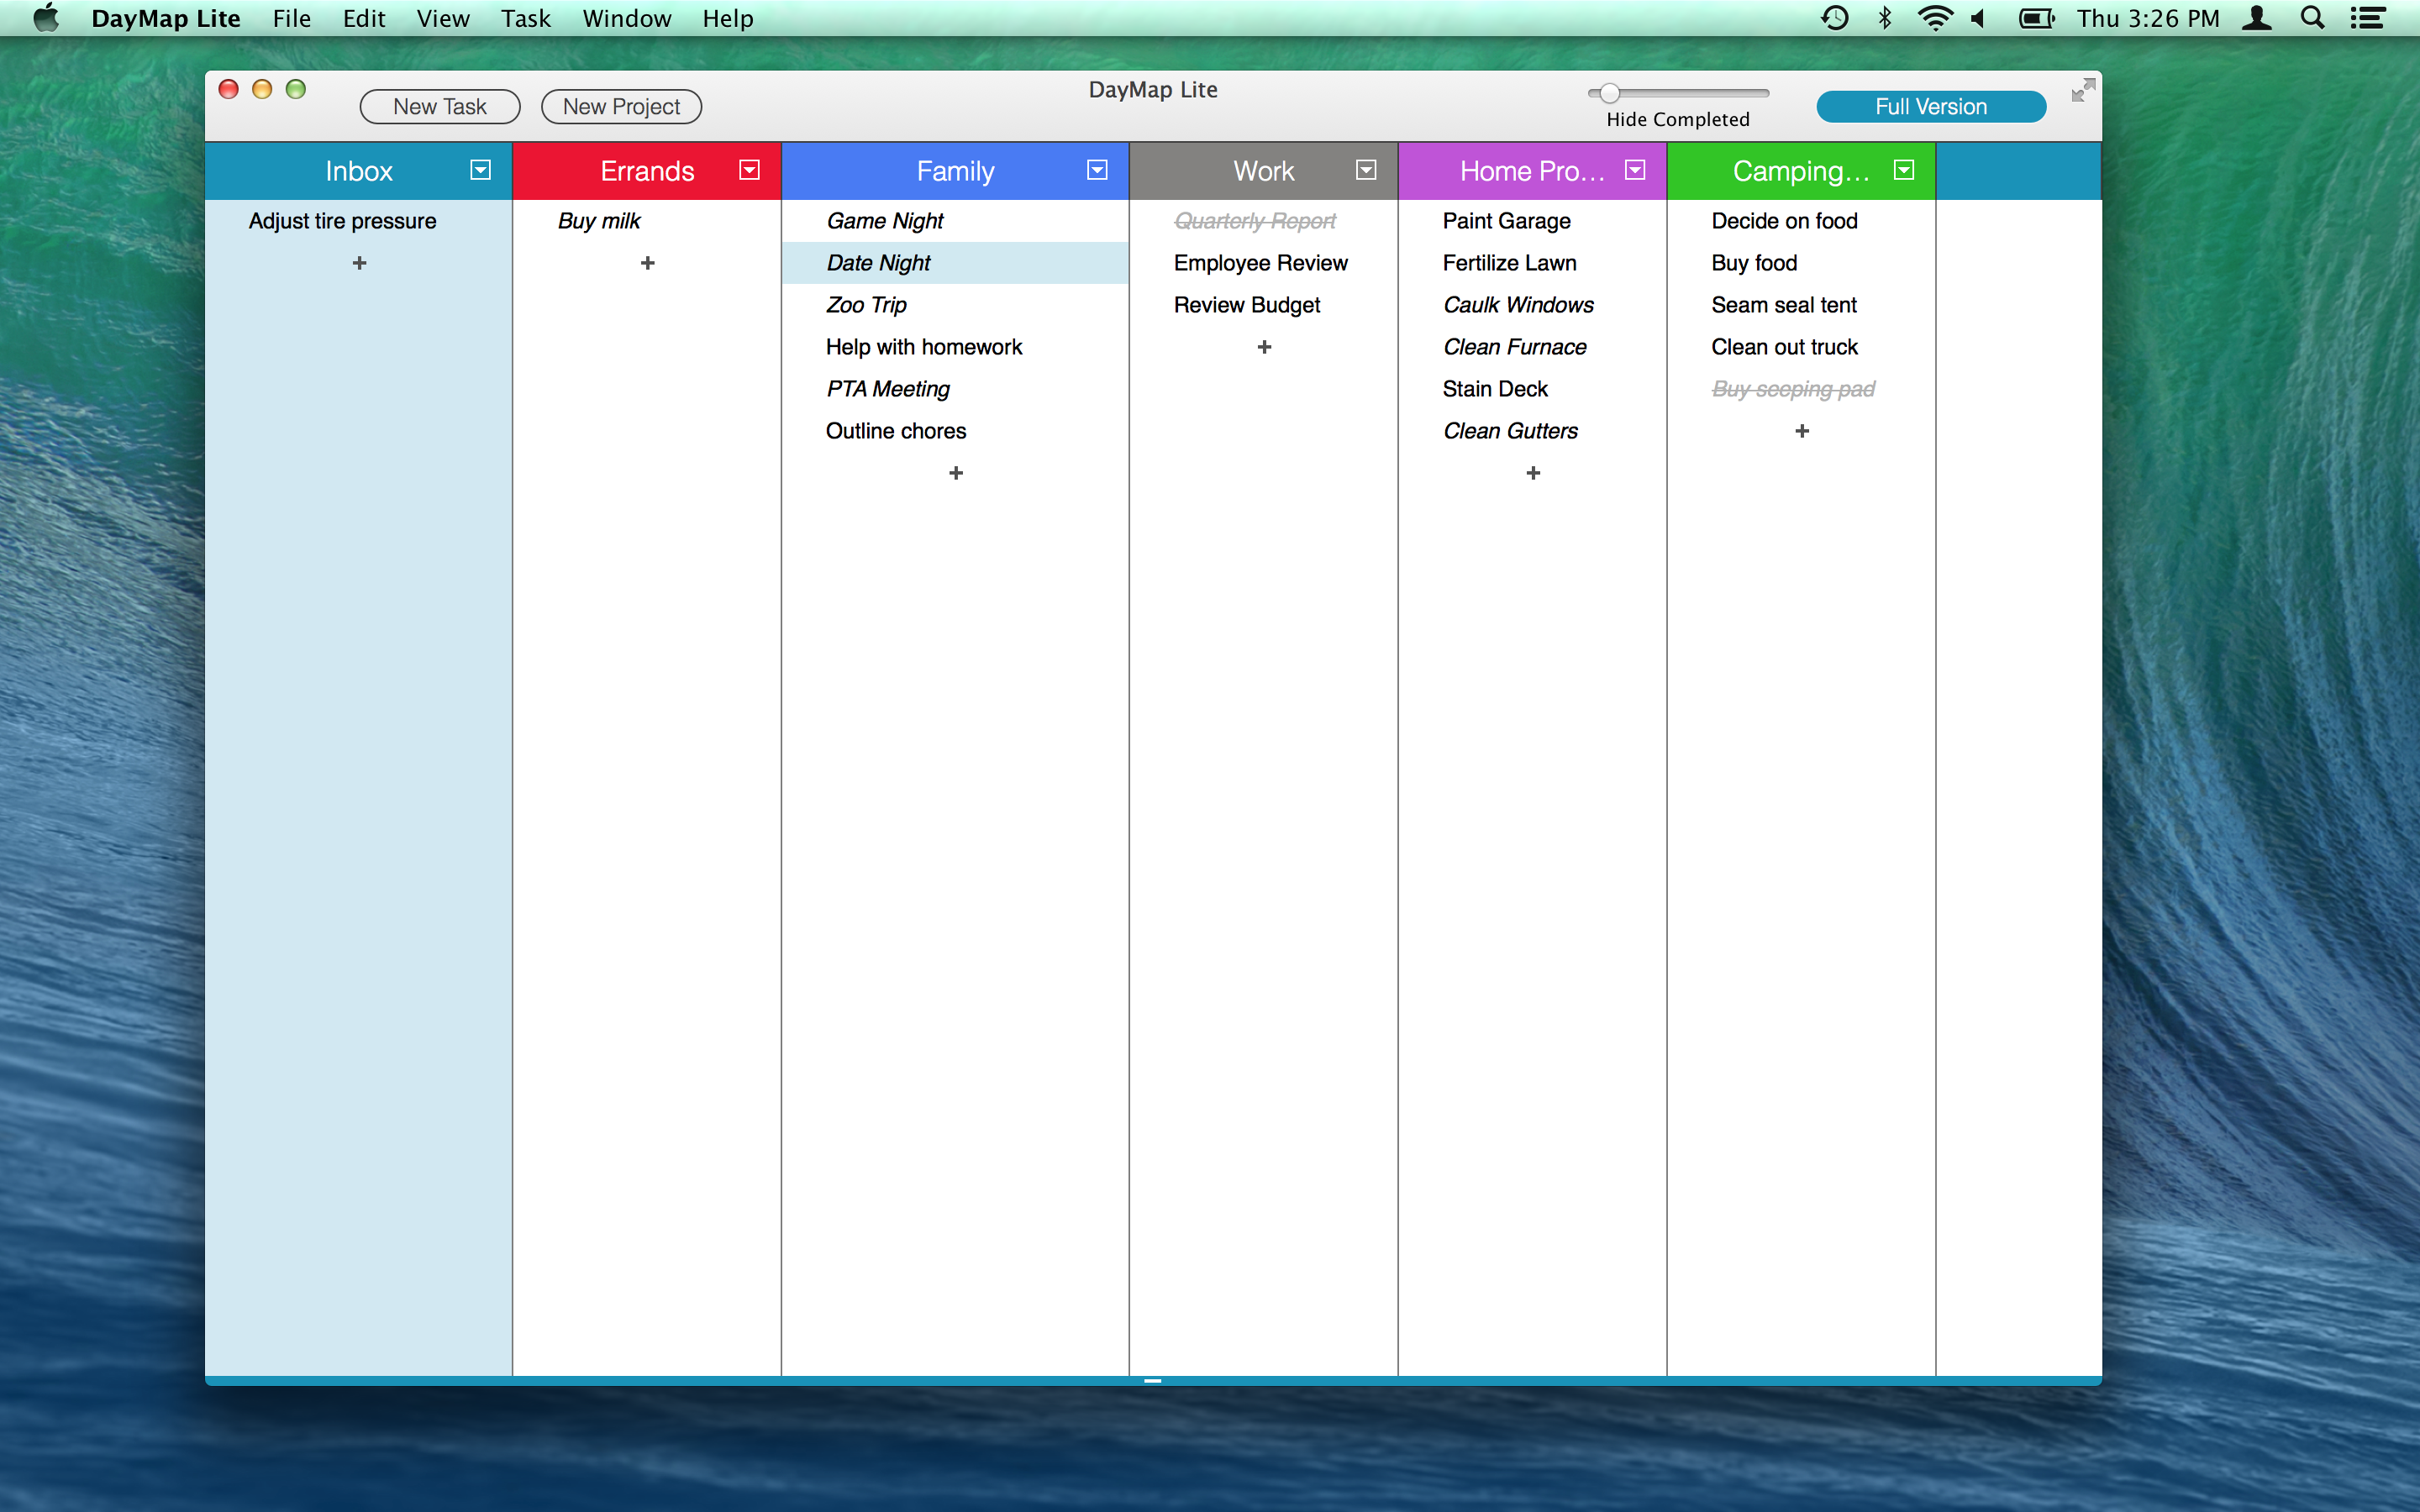 DayMap Lite File Edit View Task Window Help Thu 3:26 PM
DayMap Lite
New Task New Project
Hide Completed
Full Version
Inbox
Adjust tire pressure
+
Errands
Buy milk
+
Family
Game Night
Date Night
Zoo Trip
Help with homework
PTA Meeting
Outline chores
+
Work
Quarterly Report
Employee Review
Review Budget
+
Home Pro...
Paint Garage
Fertilize Lawn
Caulk Windows
Clean Furnace
Stain Deck
Clean Gutters
+
Camping...
Decide on food
Buy food
Seam seal tent
Clean out truck
Buy seeping pad
+